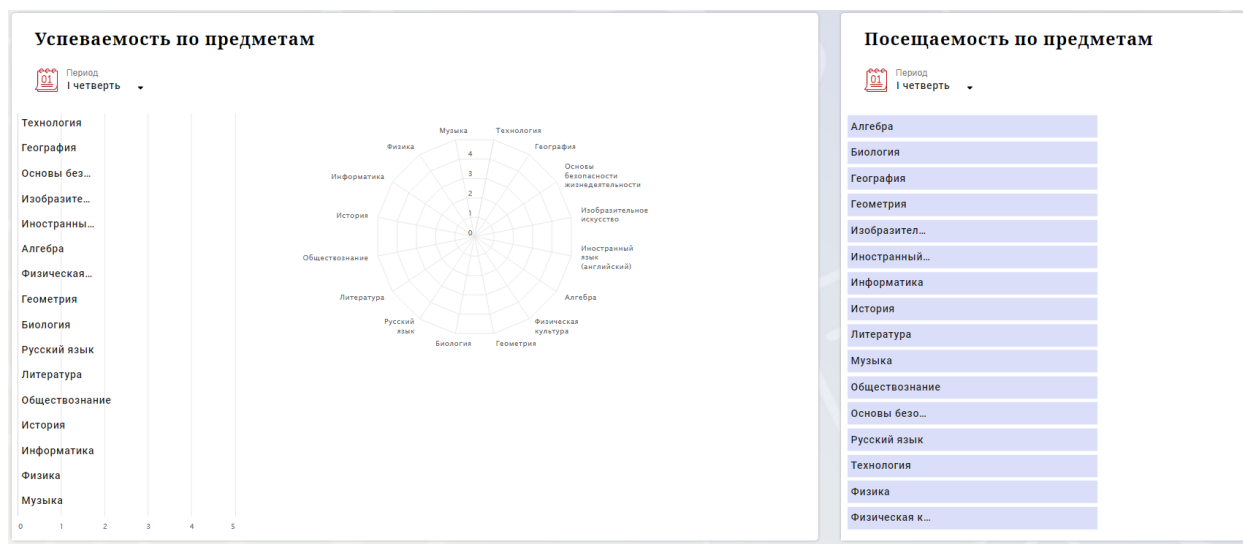 Успеваемость по предметам
01
Период
I четверть
Технология
География
Основы без...
Изобразите...
Иностранны...
Алгебра
Физическая...
Геометрия
Биология
Русский язык
Литература
Обществознание
История
Информатика
Физика
Музыка
0 1 2 3 4 5
Музыка
Технология
География
Основы
безопасности
жизнедеятельности
Изобразительное
искусство
Иностранный
язык
(английский)
Алгебра
Физическая
культура
Геометрия
Биология
Русский
язык
Литература
Обществознание
История
Информатика
Физика
4
3
2
1
0
Посещаемость по предметам
01
Период
I четверть
Алгебра
Биология
География
Геометрия
Изобразител...
Иностранный...
Информатика
История
Литература
Музыка
Обществознание
Основы безо...
Русский язык
Технология
Физика
Физическая к...